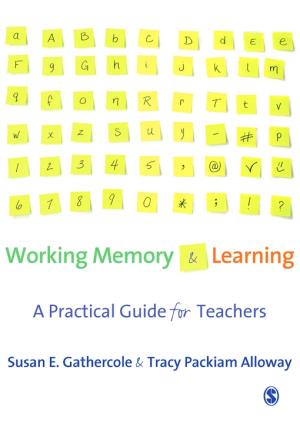 a A B b C D d E e
F g G h i J k l m
q f o n R r T t v
w x z s u y - # p
1 2 3 4 5 ; @ ✓ ☺
6 7 8 9 0 * ; ! ?
Working Memory & Learning
A Practical Guide for Teachers
Susan E. Gathercole & Tracy Packiam Alloway
S